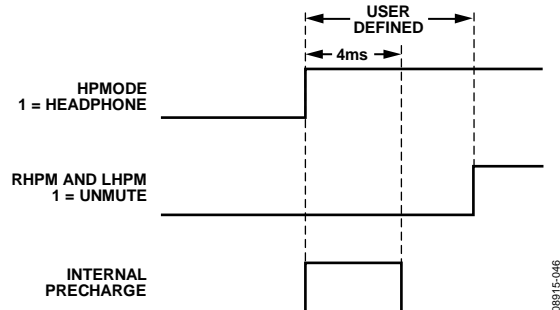 USER
DEFINED
4ms
HPMODE
1 = HEADPHONE
RHPM AND LHPM
1 = UNMUTE
INTERNAL
PRECHARGE
08915-046